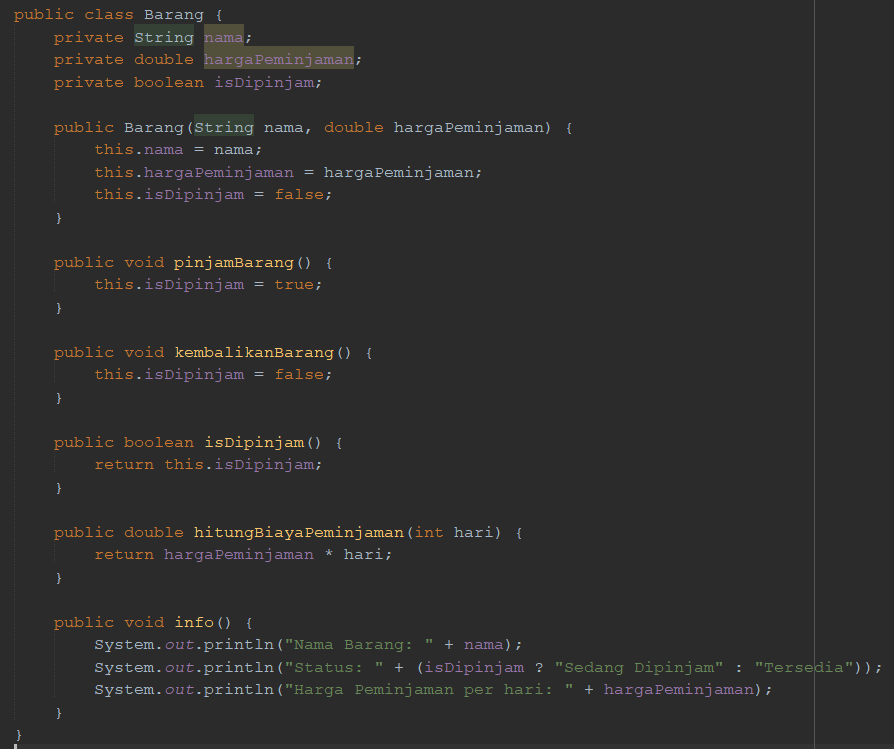 public class Barang {
    private String nama;
    private double hargaPeminjaman;
    private boolean isDipinjam;

    public Barang(String nama, double hargaPeminjaman) {
        this.nama = nama;
        this.hargaPeminjaman = hargaPeminjaman;
        this.isDipinjam = false;
    }

    public void pinjamBarang() {
        this.isDipinjam = true;
    }

    public void kembalikanBarang() {
        this.isDipinjam = false;
    }

    public boolean isDipinjam() {
        return this.isDipinjam;
    }

    public double hitungBiayaPeminjaman(int hari) {
        return hargaPeminjaman * hari;
    }

    public void info() {
        System.out.println("Nama Barang: " + nama);
        System.out.println("Status: " + (isDipinjam ? "Sedang Dipinjam" : "Tersedia"));
        System.out.println("Harga Peminjaman per hari: " + hargaPeminjaman);
    }
}